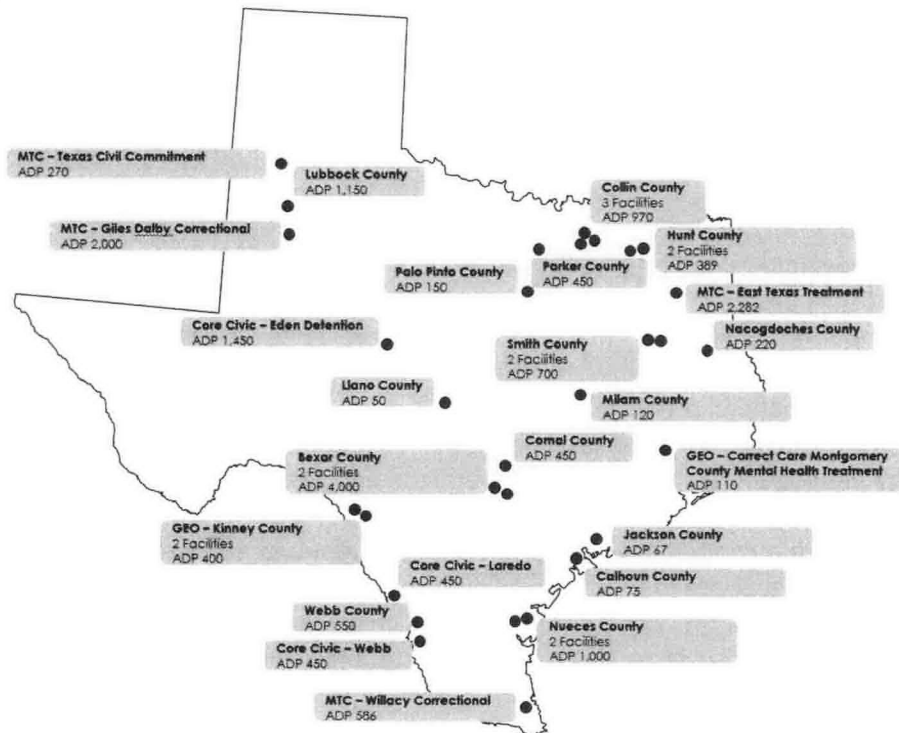 MTC – Texas Civil Commitment
ADP 270
Lubbock County
ADP 1,150
MTC – Giles Dalby Correctional
ADP 2,000
Collin County
3 Facilities
ADP 970
Hunt County
2 Facilities
ADP 389
Palo Pinto County
ADP 150
Parker County
ADP 450
MTC – East Texas Treatment
ADP 2,282
Core Civic – Eden Detention
ADP 1,450
Smith County
2 Facilities
ADP 700
Nacogdoches County
ADP 220
Llano County
ADP 50
Milam County
ADP 120
Comal County
ADP 450
Bexar County
2 Facilities
ADP 4,000
GEO – Correct Care Montgomery
County Mental Health Treatment
ADP 110
GEO – Kinney County
2 Facilities
ADP 400
Jackson County
ADP 67
Core Civic – Laredo
ADP 450
Calhoun County
ADP 75
Webb County
ADP 550
Nueces County
2 Facilities
ADP 1,000
Core Civic – Webb
ADP 450
MTC – Willacy Correctional
ADP 586